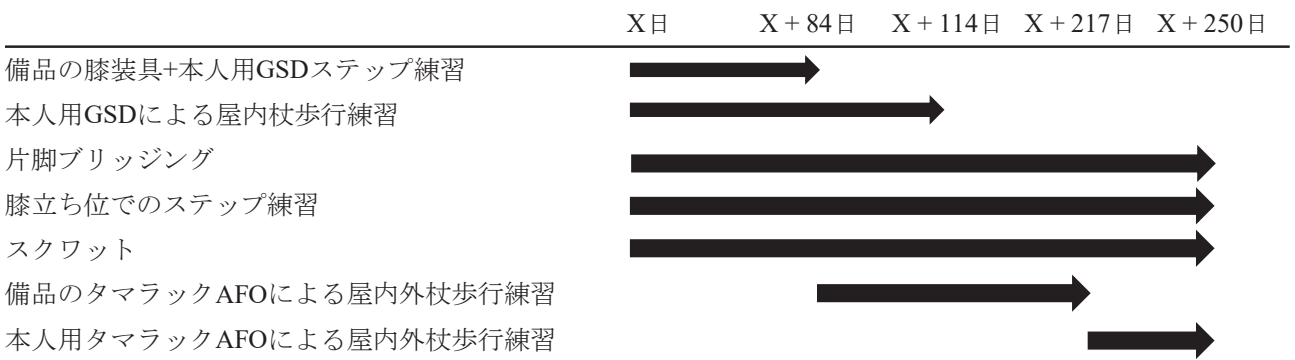 X日 X + 84日 X + 114日 X + 217日 X + 250日
備品の膝装具+本人用GSDステップ練習
本人用GSDによる屋内杖歩行練習
片脚ブリッジング
膝立ち位でのステップ練習
スクワット
備品のタマラックAFOによる屋内外杖歩行練習
本人用タマラックAFOによる屋内外杖歩行練習